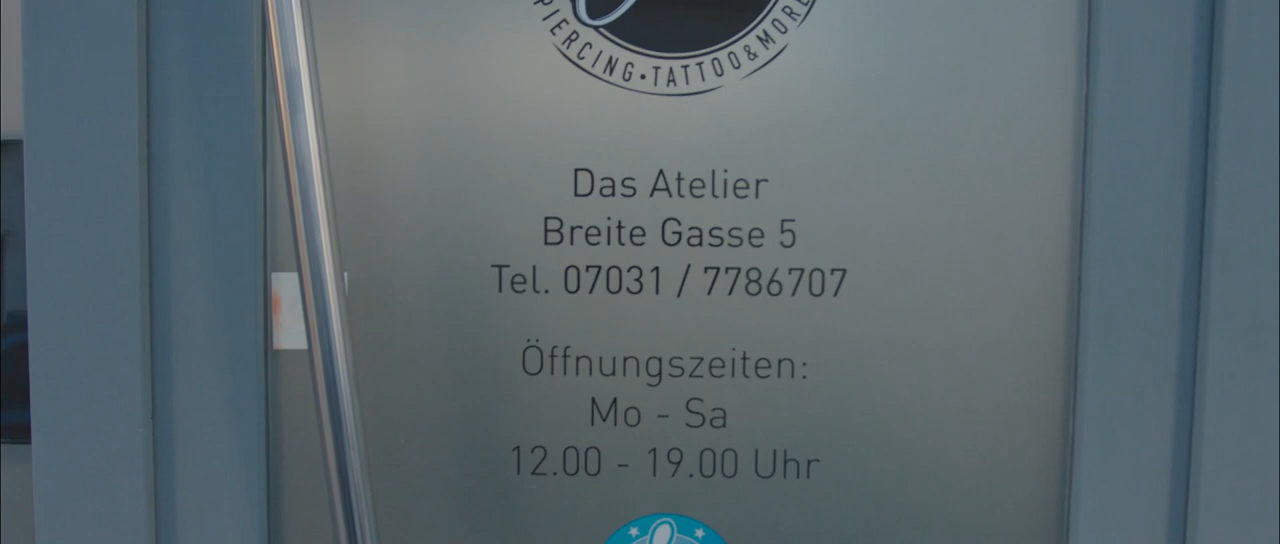 PIERCING • TATTOO & MORE
Das Atelier
Breite Gasse 5
Tel. 07031 / 7786707
Öffnungszeiten:
Mo - Sa
12.00 - 19.00 Uhr